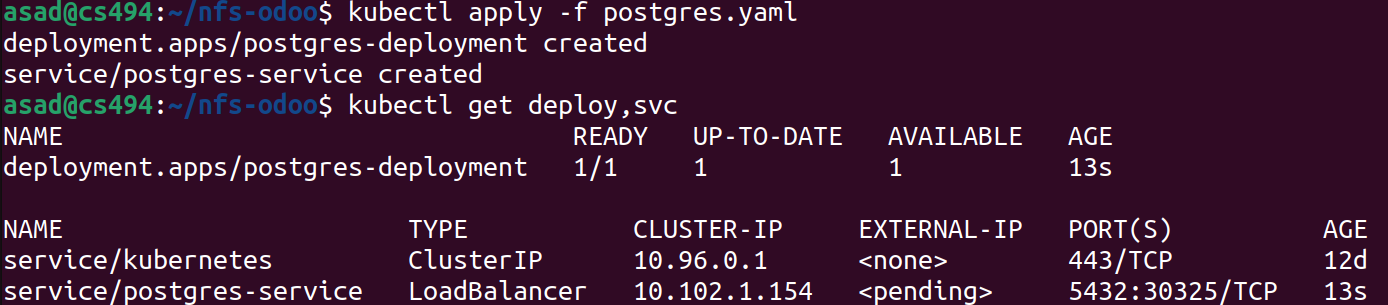 asad@cs494:~/nfs-odoo$ kubectl apply -f postgres.yaml
deployment.apps/postgres-deployment created
service/postgres-service created
asad@cs494:~/nfs-odoo$ kubectl get deploy,svc
NAME READY UP-TO-DATE AVAILABLE AGE
deployment.apps/postgres-deployment 1/1 1 1 13s
NAME TYPE CLUSTER-IP EXTERNAL-IP PORT(S) AGE
service/kubernetes ClusterIP 10.96.0.1 <none> 443/TCP 12d
service/postgres-service LoadBalancer 10.102.1.154 <pending> 5432:30325/TCP 13s